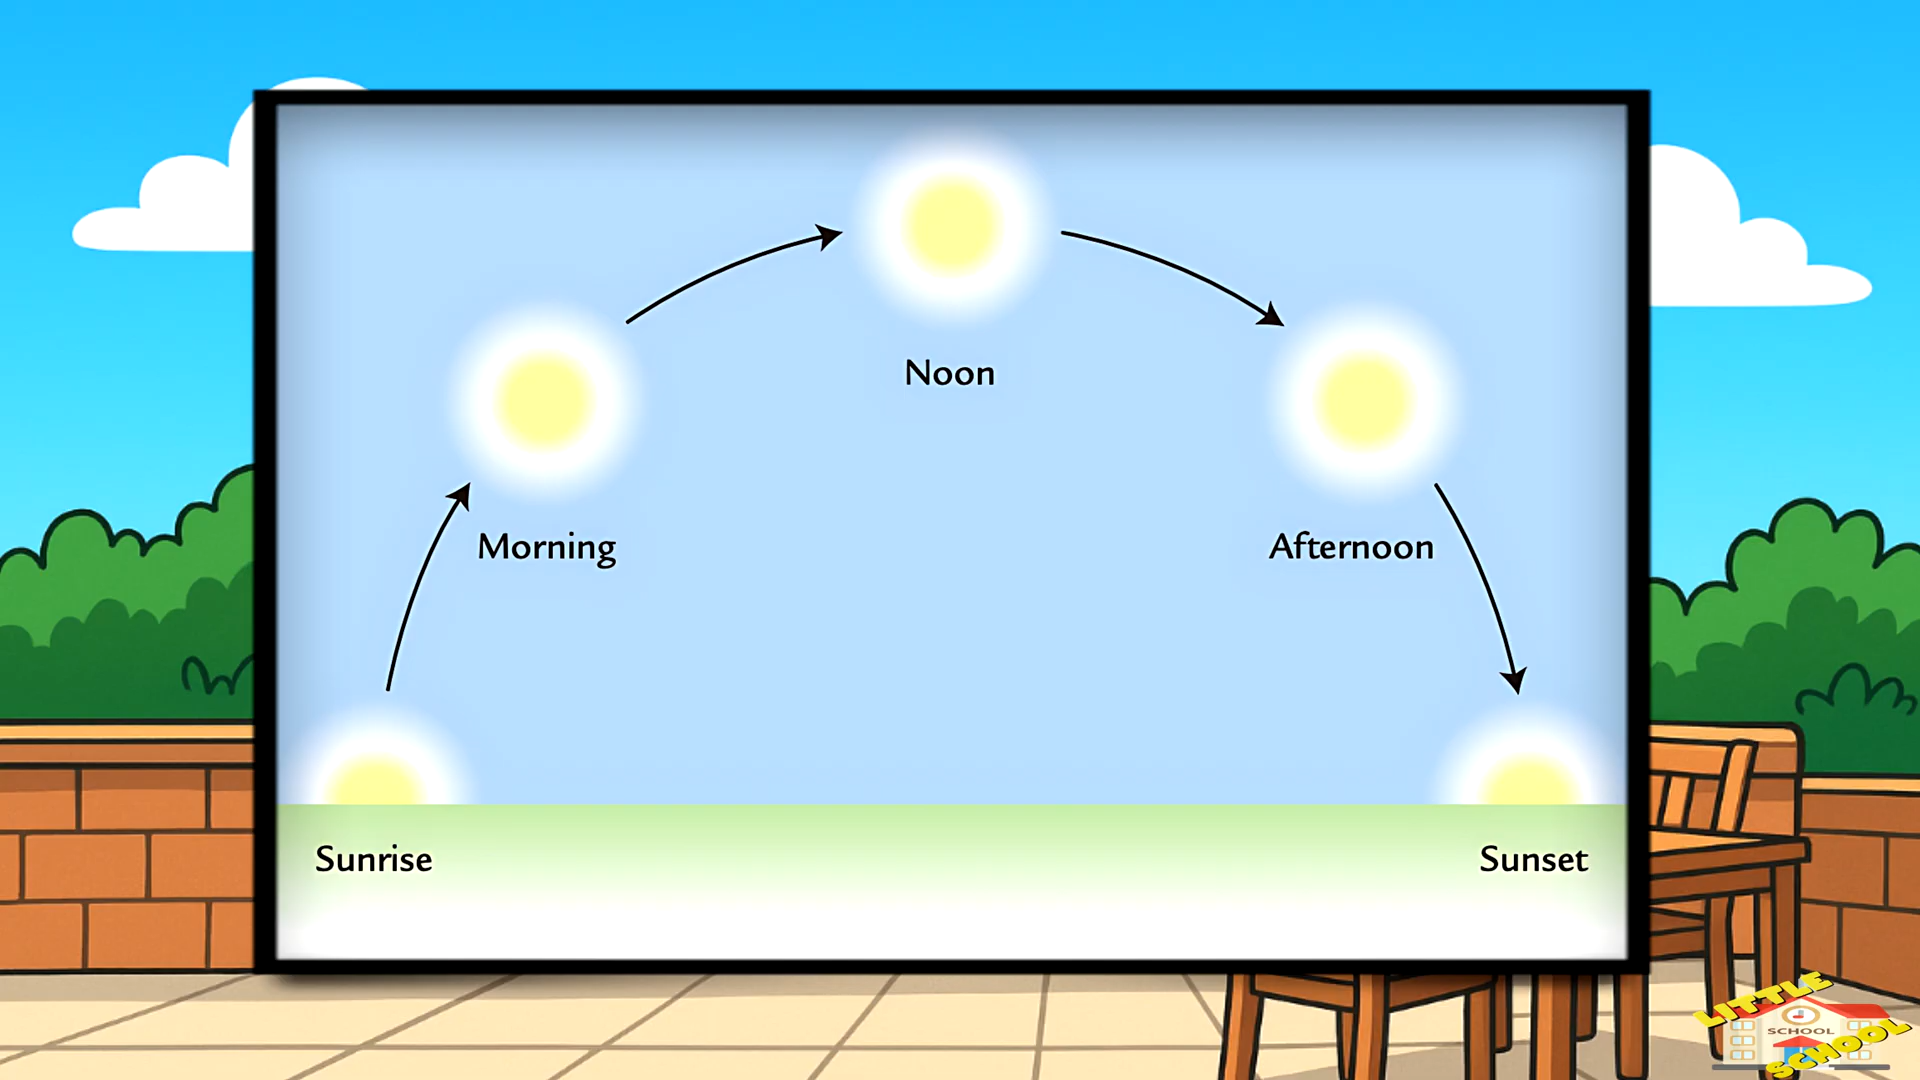 Noon
Morning
Afternoon
Sunrise
Sunset
LITTLE
SCHOOL
SCHOOL